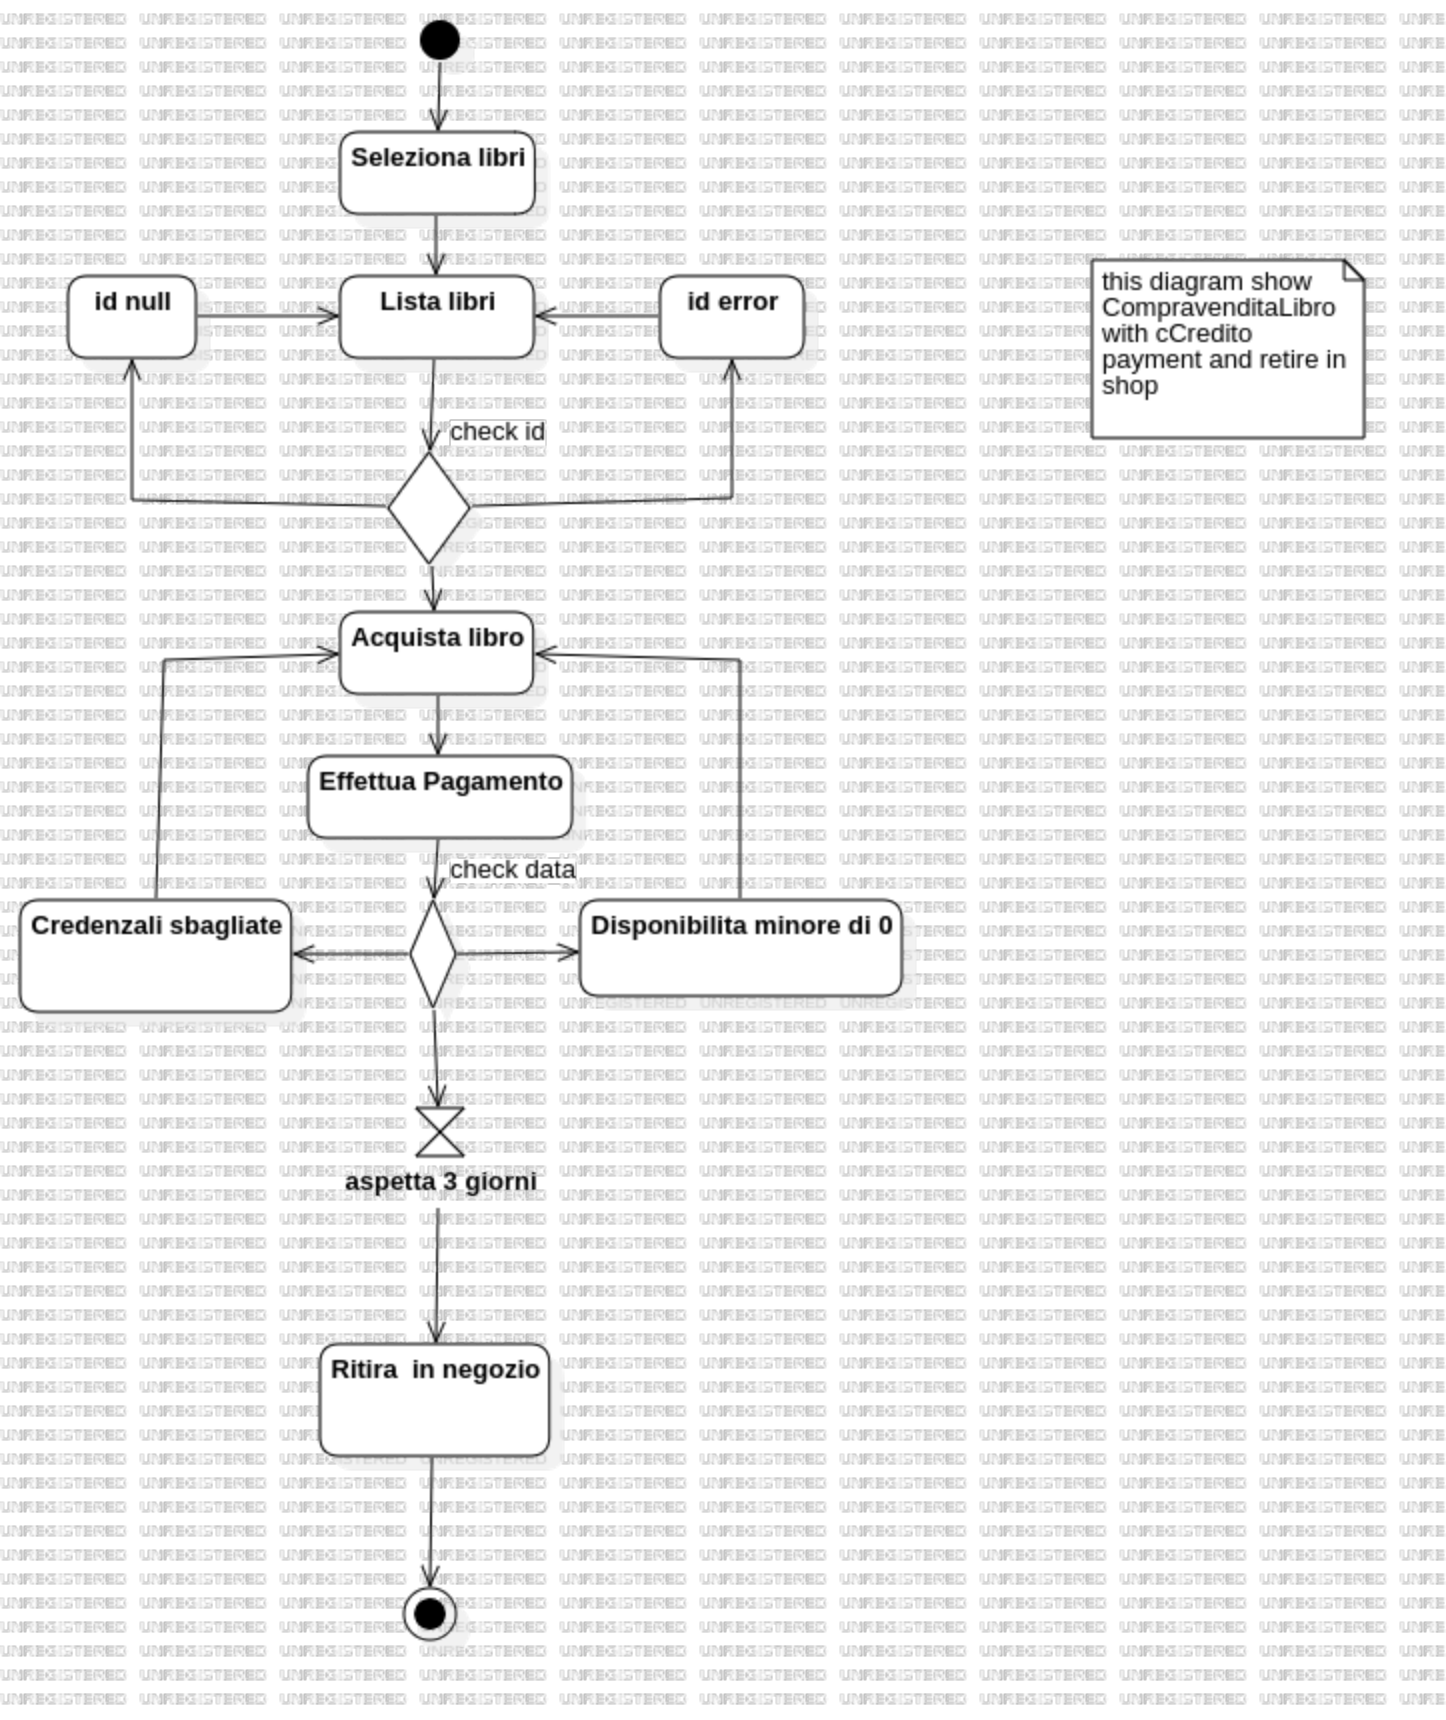 Seleziona libri
id null
Lista libri
id error
this diagram show
CompravenditaLibro
with cCredito
payment and retire in
shop
check id
Acquista libro
Effettua Pagamento
check data
Credenzali sbagliate
Disponibilita minore di 0
aspetta 3 giorni
Ritira  in negozio
UNREGISTERED